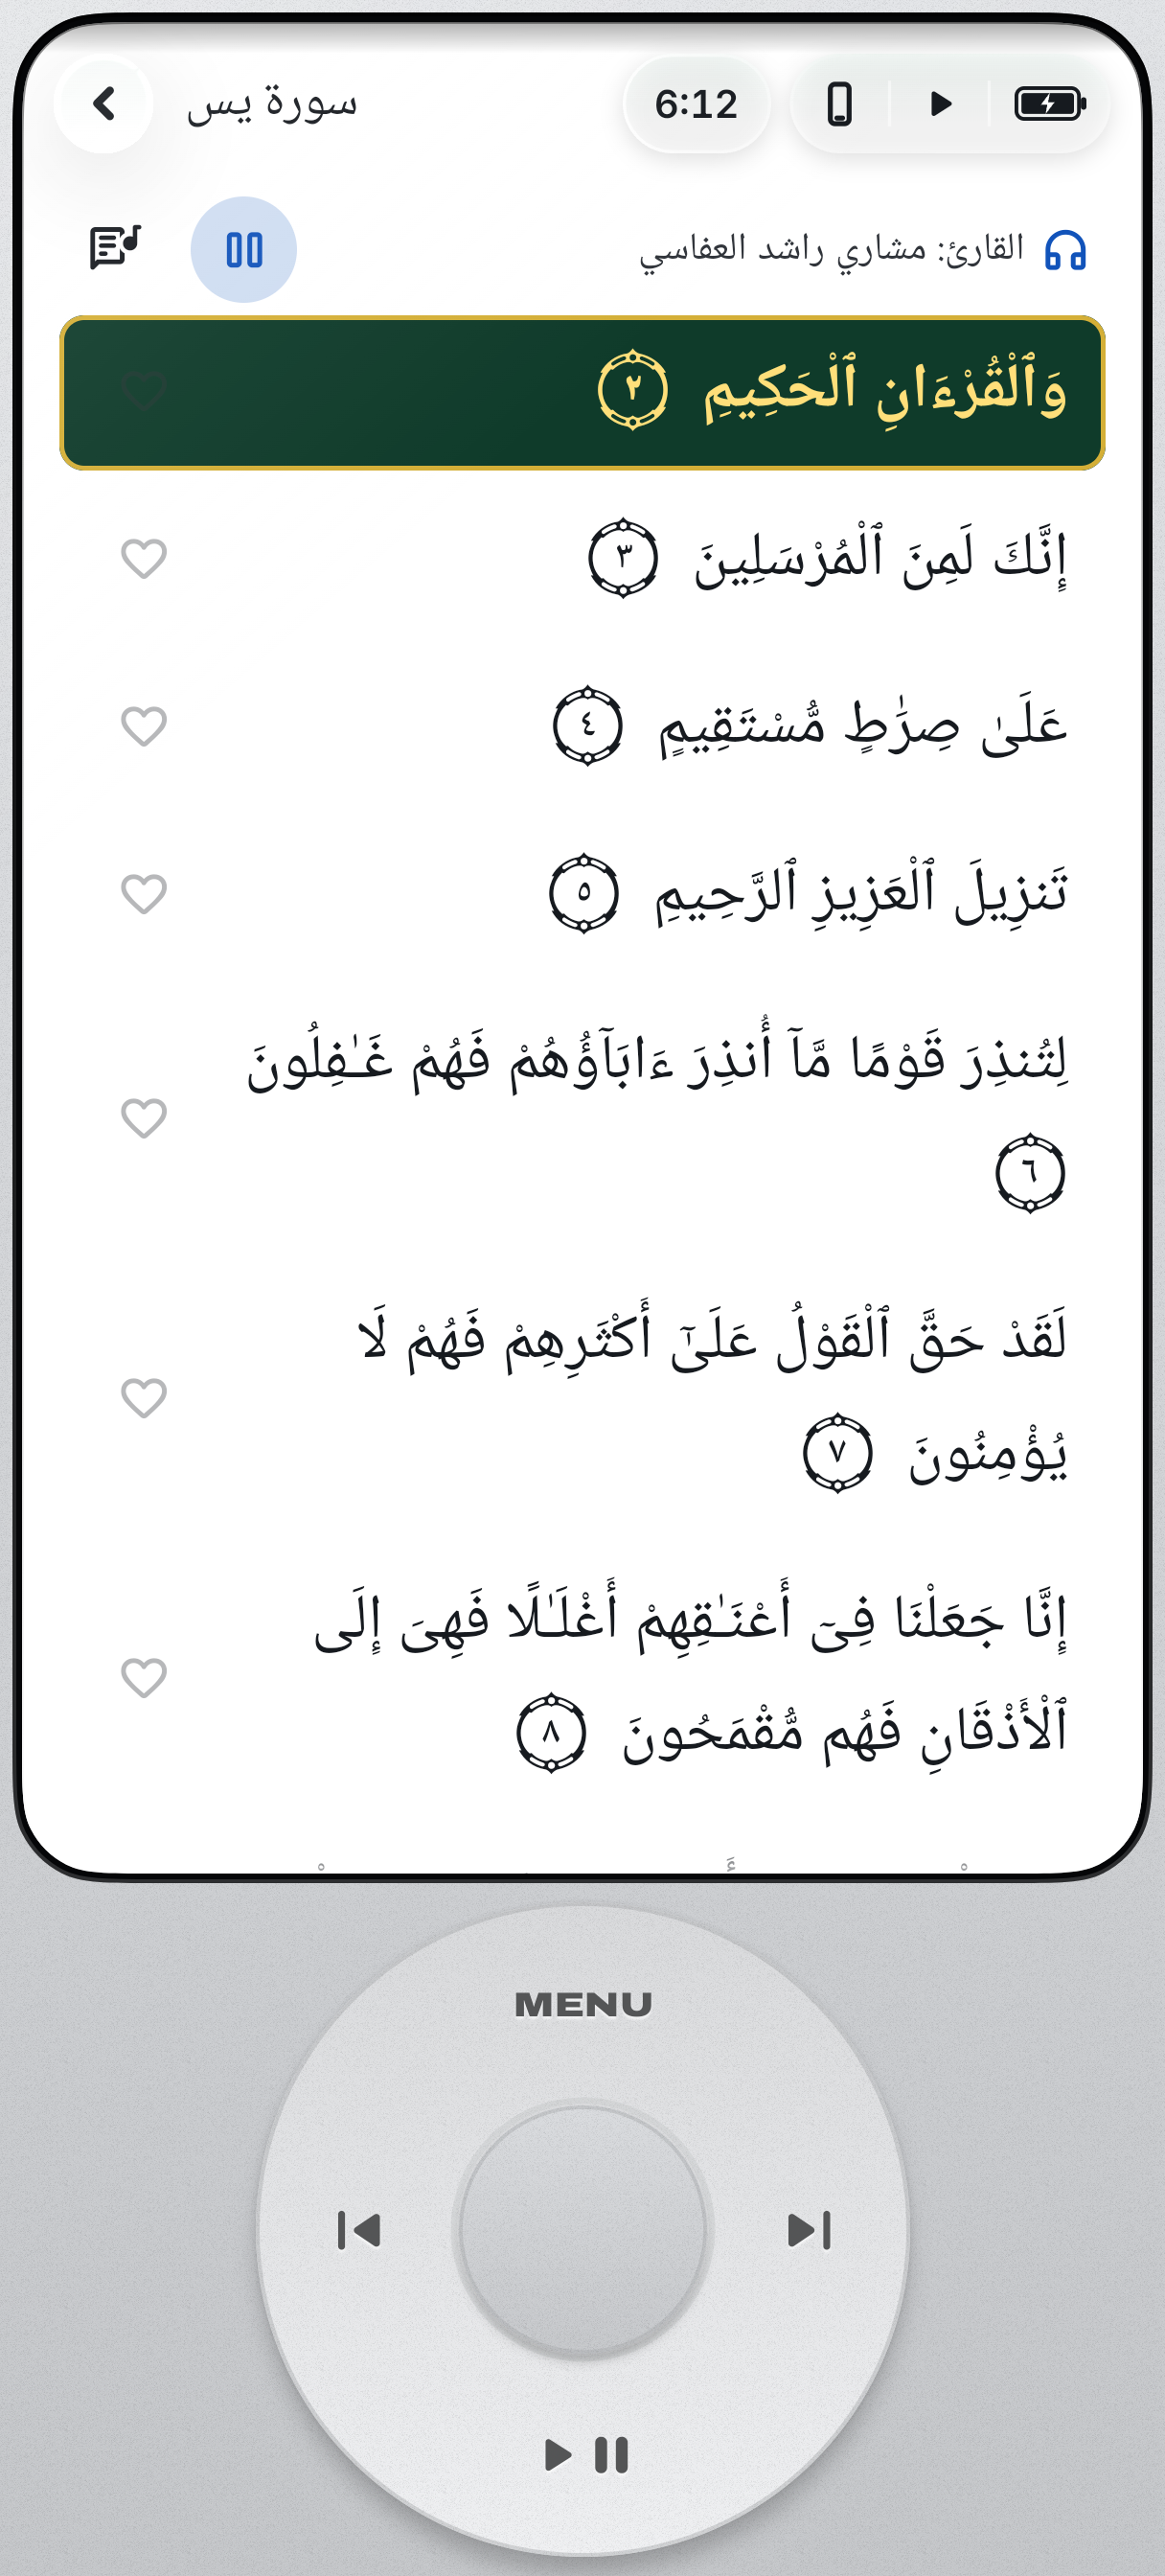 سورة يس
6:12
القارئ: مشاري راشد العفاسي
وَٱلْقُرْءَانِ ٱلْحَكِيمِ ٢
إِنَّكَ لَمِنَ ٱلْمُرْسَلِينَ ٣
عَلَىٰ صِرَٰطٍ مُّسْتَقِيمٍ ٤
تَنزِيلَ ٱلْعَزِيزِ ٱلرَّحِيمِ ٥
لِتُنذِرَ قَوْمًا مَّآ أُنذِرَ ءَابَآؤُهُمْ فَهُمْ غَـٰفِلُونَ
٦
لَقَدْ حَقَّ ٱلْقَوْلُ عَلَىٰٓ أَكْثَرِهِمْ فَهُمْ لَا
يُؤْمِنُونَ ٧
إِنَّا جَعَلْنَا فِىٓ أَعْنَـٰقِهِمْ أَغْلَـٰلًا فَهِىَ إِلَى
ٱلْأَذْقَانِ فَهُم مُّقْمَحُونَ ٨
MENU